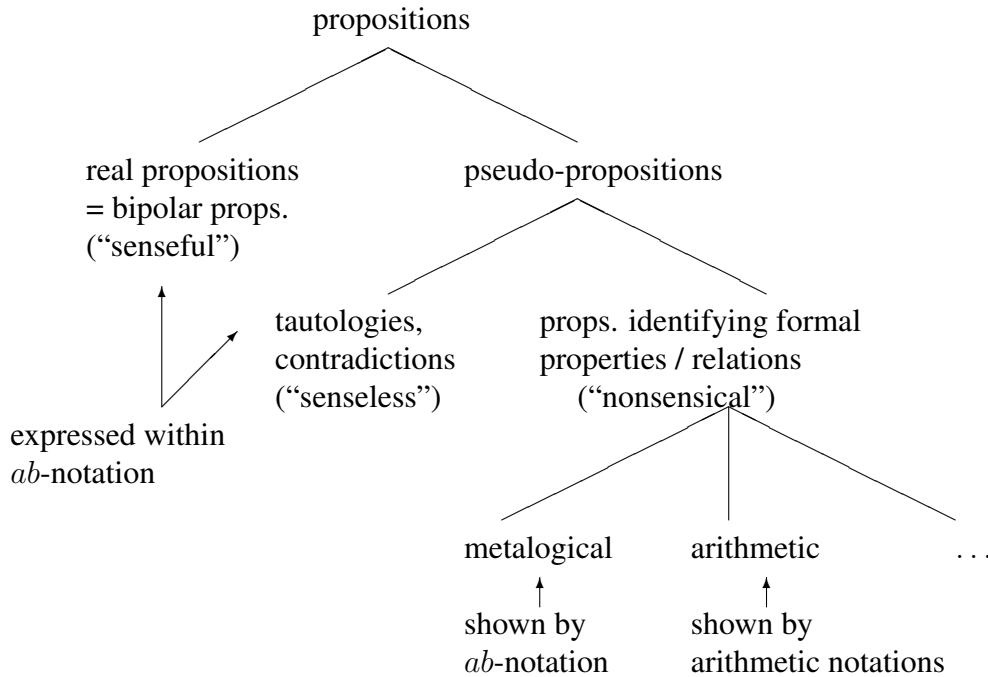 propositions
real propositions
= bipolar props.
(“senseful”)
pseudo-propositions
tautologies,
contradictions
(“senseless”)
props. identifying formal
properties / relations
(“nonsensical”)
expressed within
ab-notation
metalogical
arithmetic
. . .
shown by
ab-notation
shown by
arithmetic notations